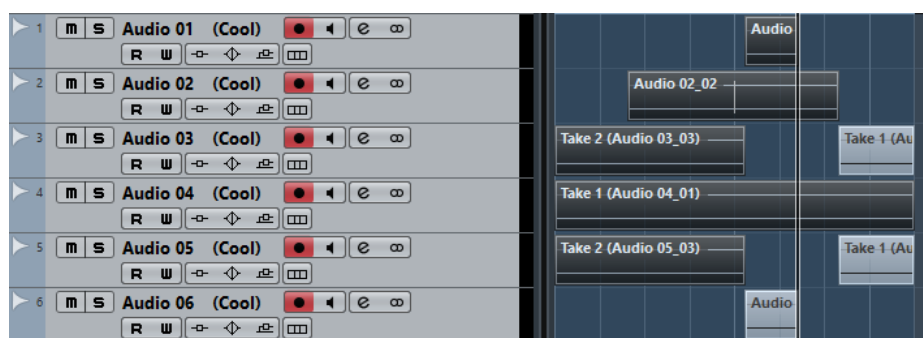 1 m S Audio 01 (Cool) e Audio
R W
2 m S Audio 02 (Cool) e Audio 02_02
R W
3 m S Audio 03 (Cool) e Take 2 (Audio 03_03) Take 1 (Au
R W
4 m S Audio 04 (Cool) e Take 1 (Audio 04_01)
R W
5 m S Audio 05 (Cool) e Take 2 (Audio 05_03) Take 1 (Au
R W
6 m S Audio 06 (Cool) e Audio
R W